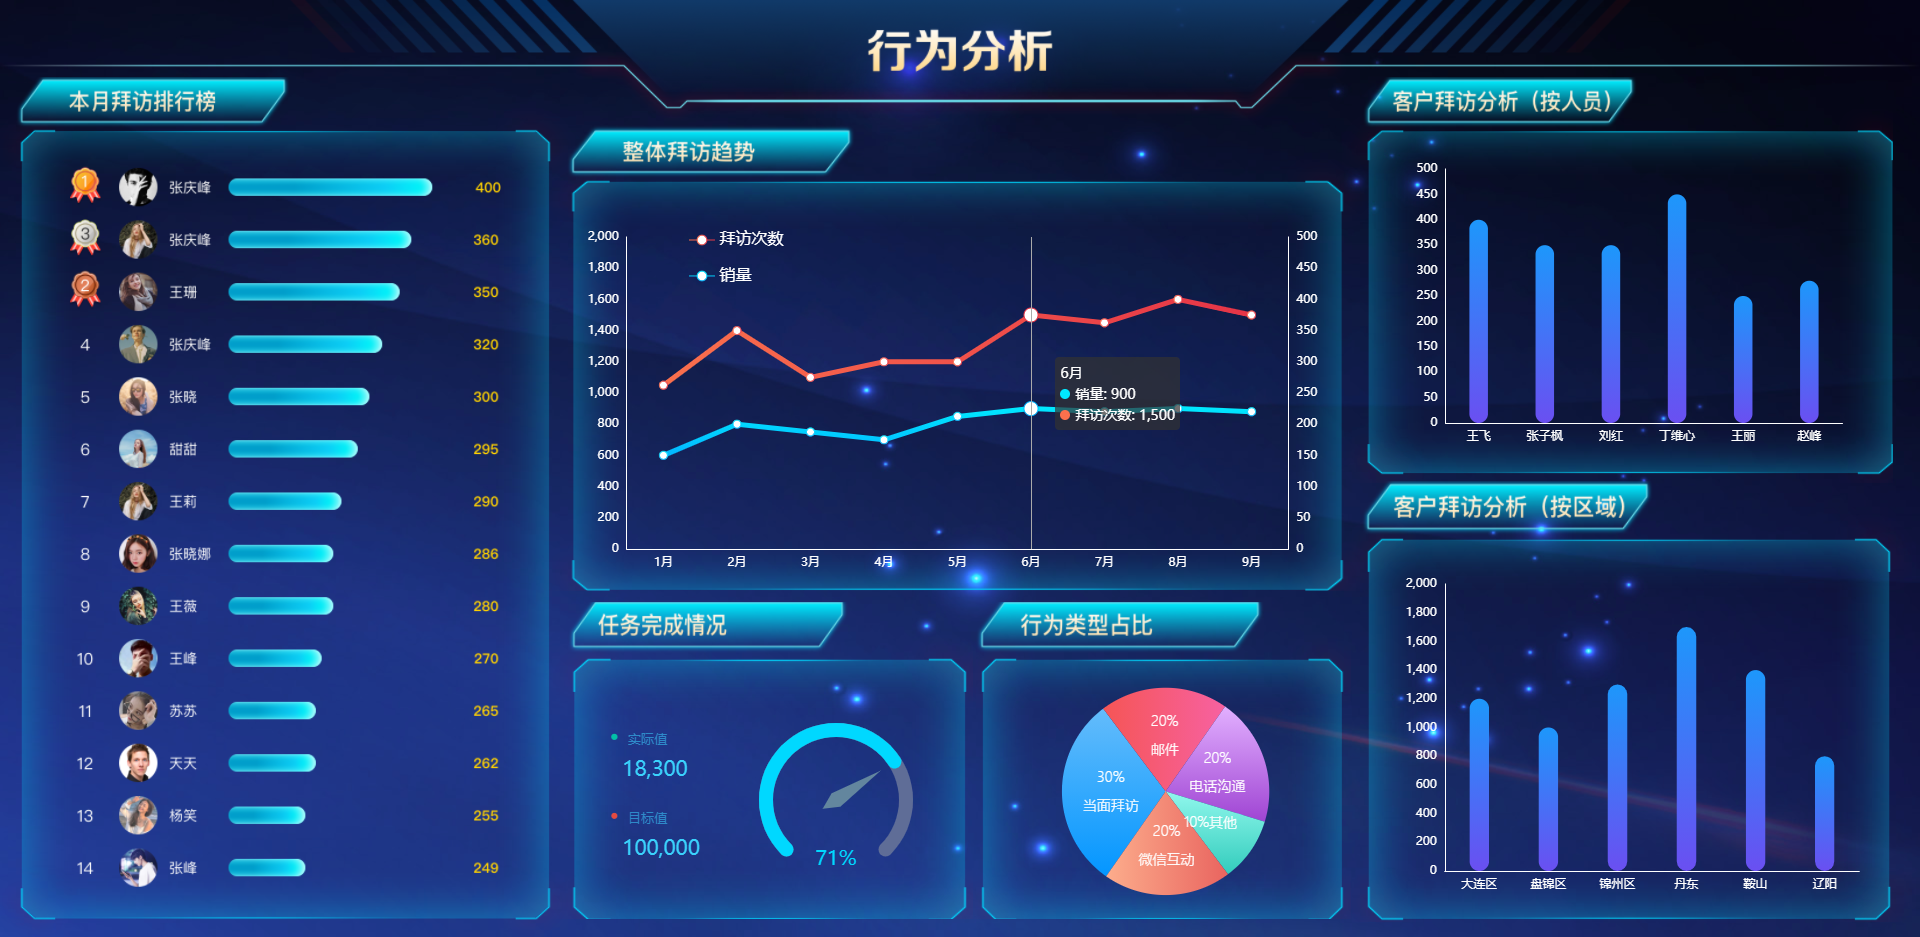 行为分析
本月拜访排行榜
1 张庆峰 400
3 张庆峰 360
2 王珊 350
4 张庆峰 320
5 张晓 300
6 甜甜 295
7 王莉 290
8 张晓娜 286
9 王薇 280
10 王峰 270
11 苏苏 265
12 天天 262
13 杨笑 255
14 张峰 249
整体拜访趋势
拜访次数
销量
2,000
1,800
1,600
1,400
1,200
1,000
800
600
400
200
0
500
450
400
350
300
250
200
150
100
50
0
6月
销量: 900
拜访次数: 1,500
1月 2月 3月 4月 5月 6月 7月 8月 9月
任务完成情况
实际值
18,300
目标值
100,000
71%
行为类型占比
20%
邮件
20%
电话沟通
30%
当面拜访
10%其他
20%
微信互动
客户拜访分析（按人员）
500
450
400
350
300
250
200
150
100
50
0
王飞 张子枫 刘红 丁维心 王丽 赵峰
客户拜访分析（按区域）
2,000
1,800
1,600
1,400
1,200
1,000
800
600
400
200
0
大连区 盘锦区 锦州区 丹东 鞍山 辽阳